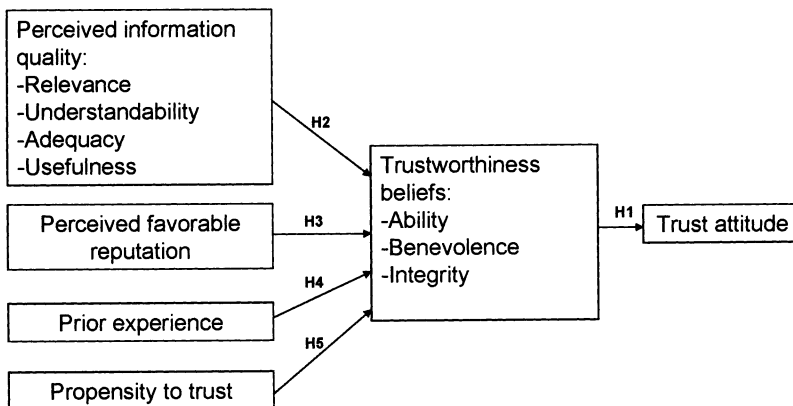 Perceived information
quality:
-Relevance
-Understandability
-Adequacy
-Usefulness
H2
Trustworthiness
beliefs:
-Ability
-Benevolence
-Integrity
H1
Trust attitude
Perceived favorable
reputation
H3
H4
Prior experience
H5
Propensity to trust